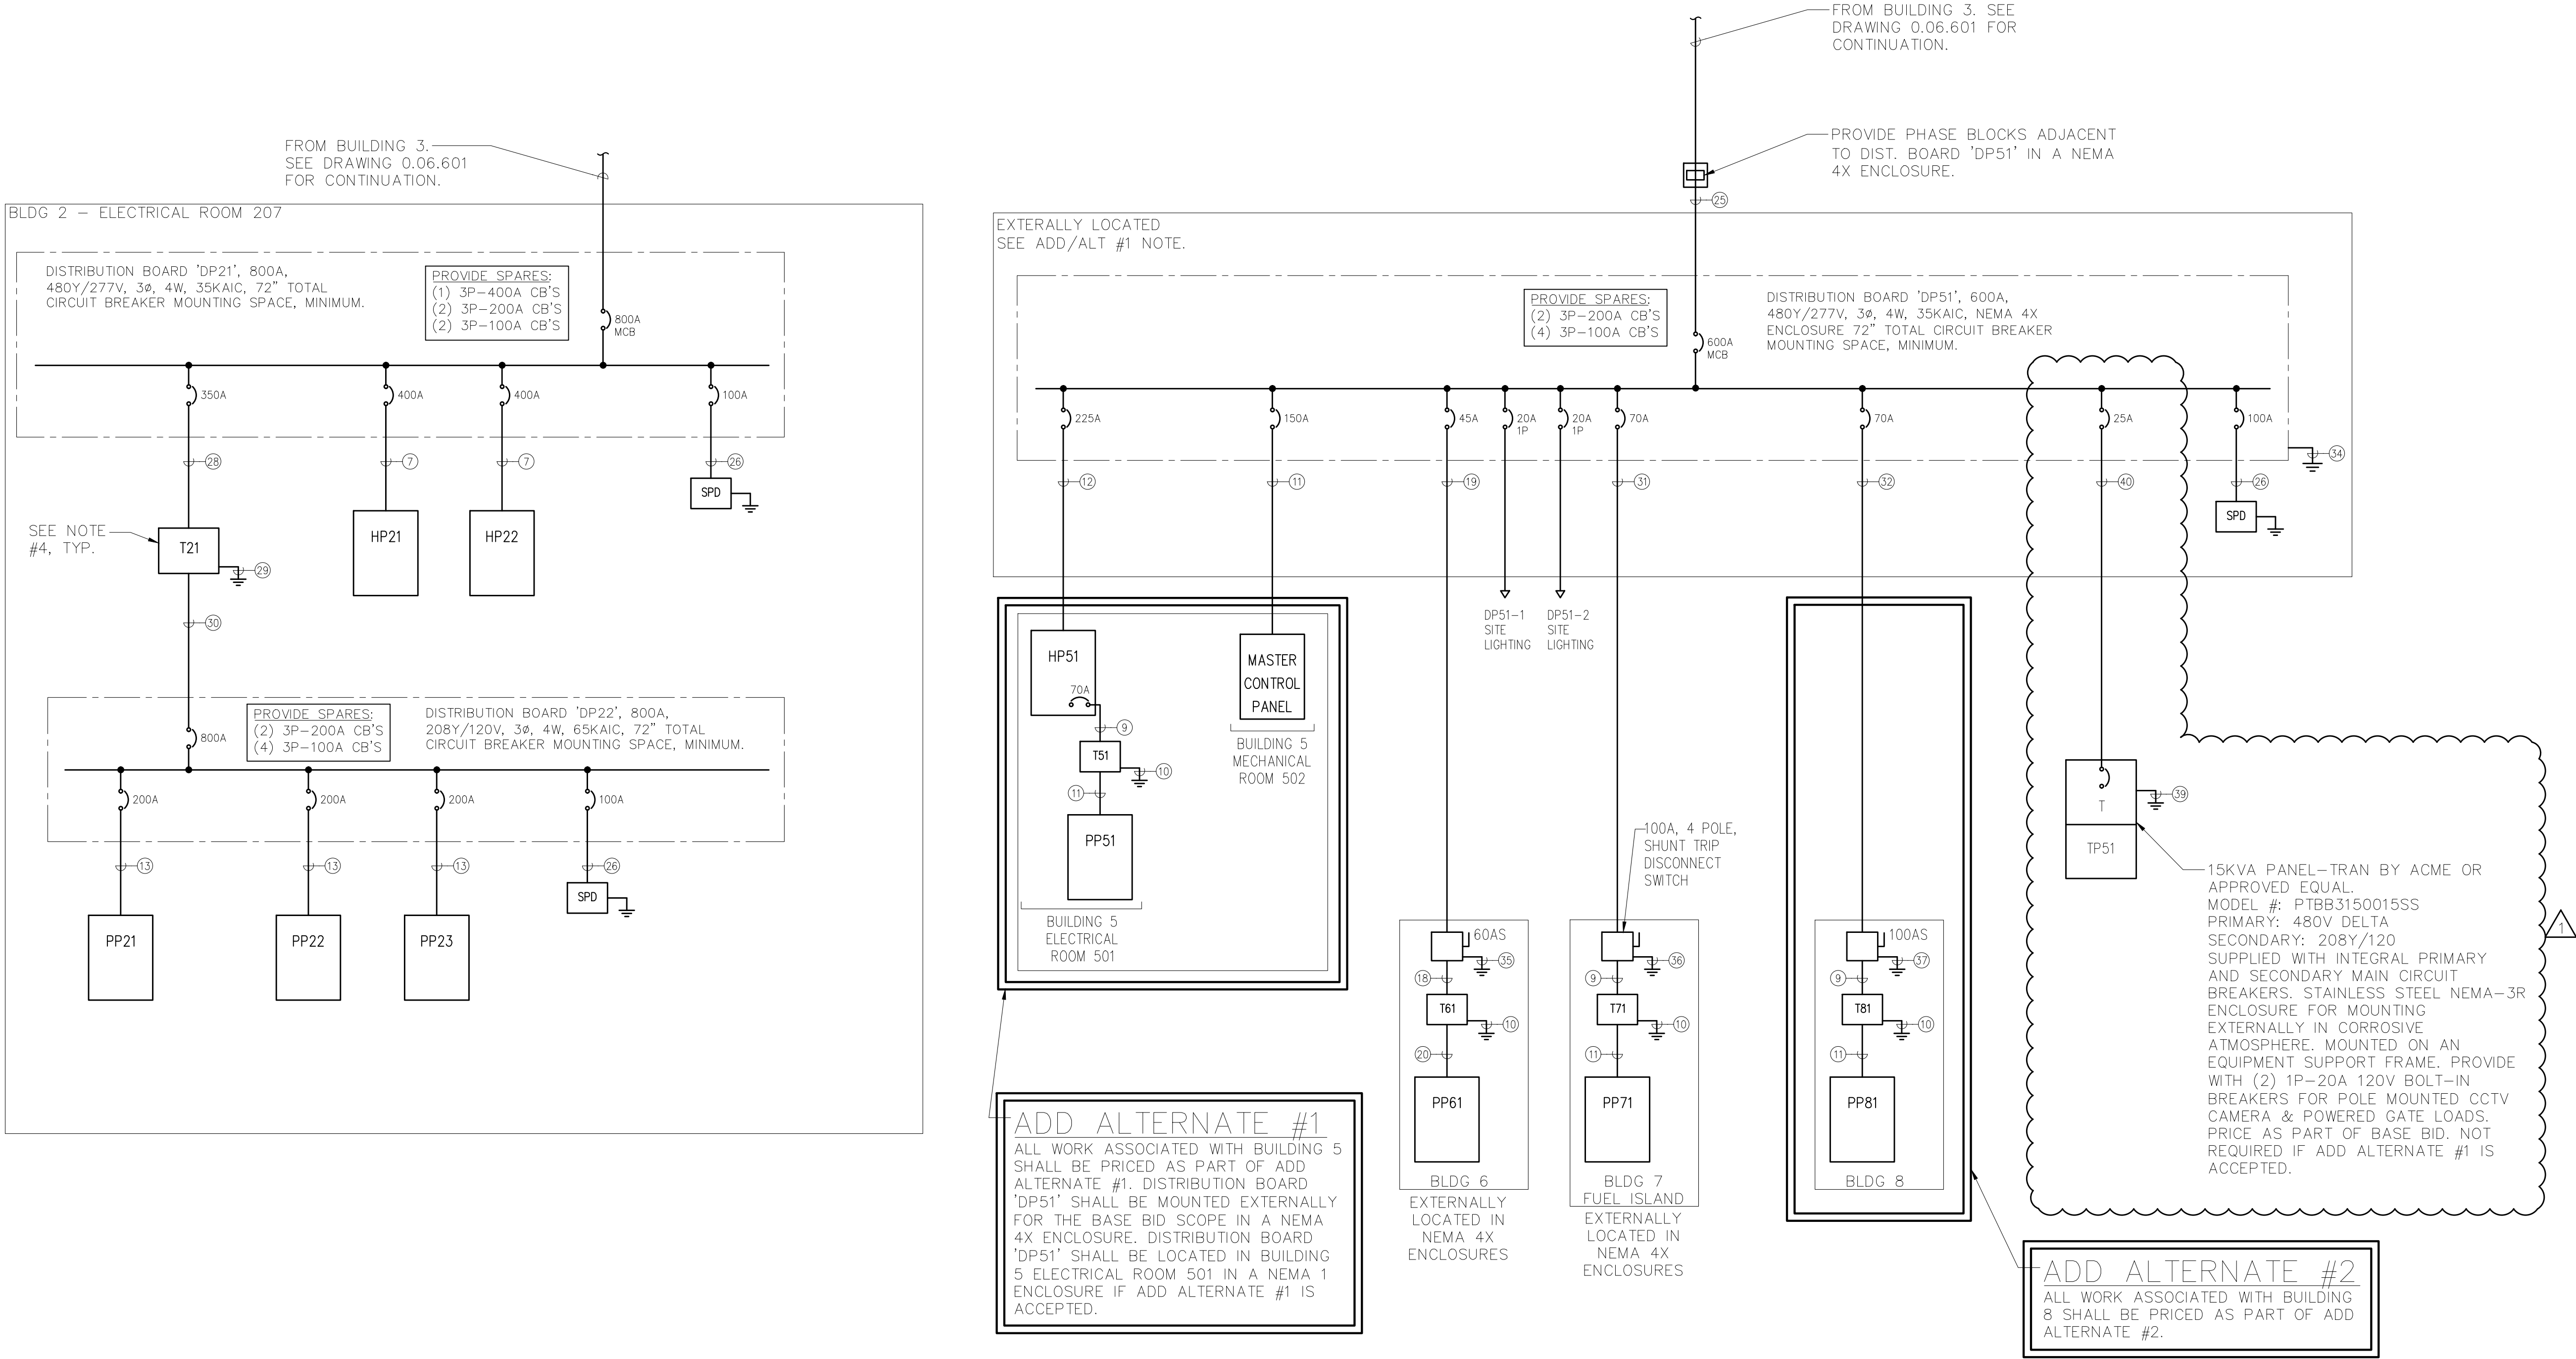 FROM BUILDING 3.
SEE DRAWING 0.06.601
FOR CONTINUATION.
BLDG 2 – ELECTRICAL ROOM 207
DISTRIBUTION BOARD 'DP21', 800A,
480Y/277V, 3ø, 4W, 35KAIC, 72" TOTAL
CIRCUIT BREAKER MOUNTING SPACE, MINIMUM.
PROVIDE SPARES:
(1) 3P–400A CB'S
(2) 3P–200A CB'S
(2) 3P–100A CB'S
800A
MCB
350A
400A
400A
100A
28
7
7
26
SPD
SEE NOTE
#4, TYP.
T21
HP21
HP22
29
30
PROVIDE SPARES:
(2) 3P–200A CB'S
(4) 3P–100A CB'S
DISTRIBUTION BOARD 'DP22', 800A,
208Y/120V, 3ø, 4W, 65KAIC, 72" TOTAL
CIRCUIT BREAKER MOUNTING SPACE, MINIMUM.
800A
200A
200A
200A
100A
13
13
13
26
SPD
PP21
PP22
PP23
FROM BUILDING 3. SEE
DRAWING 0.06.601 FOR
CONTINUATION.
PROVIDE PHASE BLOCKS ADJACENT
TO DIST. BOARD 'DP51' IN A NEMA
4X ENCLOSURE.
25
EXTERALLY LOCATED
SEE ADD/ALT #1 NOTE.
PROVIDE SPARES:
(2) 3P–200A CB'S
(4) 3P–100A CB'S
DISTRIBUTION BOARD 'DP51', 600A,
480Y/277V, 3ø, 4W, 35KAIC, NEMA 4X
ENCLOSURE 72" TOTAL CIRCUIT BREAKER
MOUNTING SPACE, MINIMUM.
600A
MCB
225A
150A
45A
20A
1P
20A
1P
70A
70A
25A
100A
34
12
11
19
31
32
40
26
SPD
DP51–1
SITE
LIGHTING
DP51–2
SITE
LIGHTING
HP51
70A
9
T51
10
11
PP51
BUILDING 5
ELECTRICAL
ROOM 501
MASTER
CONTROL
PANEL
BUILDING 5
MECHANICAL
ROOM 502
ADD ALTERNATE #1
ALL WORK ASSOCIATED WITH BUILDING 5
SHALL BE PRICED AS PART OF ADD
ALTERNATE #1. DISTRIBUTION BOARD
'DP51' SHALL BE MOUNTED EXTERNALLY
FOR THE BASE BID SCOPE IN A NEMA
4X ENCLOSURE. DISTRIBUTION BOARD
'DP51' SHALL BE LOCATED IN BUILDING
5 ELECTRICAL ROOM 501 IN A NEMA 1
ENCLOSURE IF ADD ALTERNATE #1 IS
ACCEPTED.
60AS
35
18
T61
10
20
PP61
BLDG 6
EXTERNALLY
LOCATED IN
NEMA 4X
ENCLOSURES
100A, 4 POLE,
SHUNT TRIP
DISCONNECT
SWITCH
36
9
T71
10
11
PP71
BLDG 7
FUEL ISLAND
EXTERNALLY
LOCATED IN
NEMA 4X
ENCLOSURES
100AS
37
9
T81
10
11
PP81
BLDG 8
T
39
TP51
15KVA PANEL–TRAN BY ACME OR
APPROVED EQUAL.
MODEL #: PTBB3150015SS
PRIMARY: 480V DELTA
SECONDARY: 208Y/120
SUPPLIED WITH INTEGRAL PRIMARY
AND SECONDARY MAIN CIRCUIT
BREAKERS. STAINLESS STEEL NEMA–3R
ENCLOSURE FOR MOUNTING
EXTERNALLY IN CORROSIVE
ATMOSPHERE. MOUNTED ON AN
EQUIPMENT SUPPORT FRAME. PROVIDE
WITH (2) 1P–20A 120V BOLT–IN
BREAKERS FOR POLE MOUNTED CCTV
CAMERA & POWERED GATE LOADS.
PRICE AS PART OF BASE BID. NOT
REQUIRED IF ADD ALTERNATE #1 IS
ACCEPTED.
1
ADD ALTERNATE #2
ALL WORK ASSOCIATED WITH BUILDING
8 SHALL BE PRICED AS PART OF ADD
ALTERNATE #2.